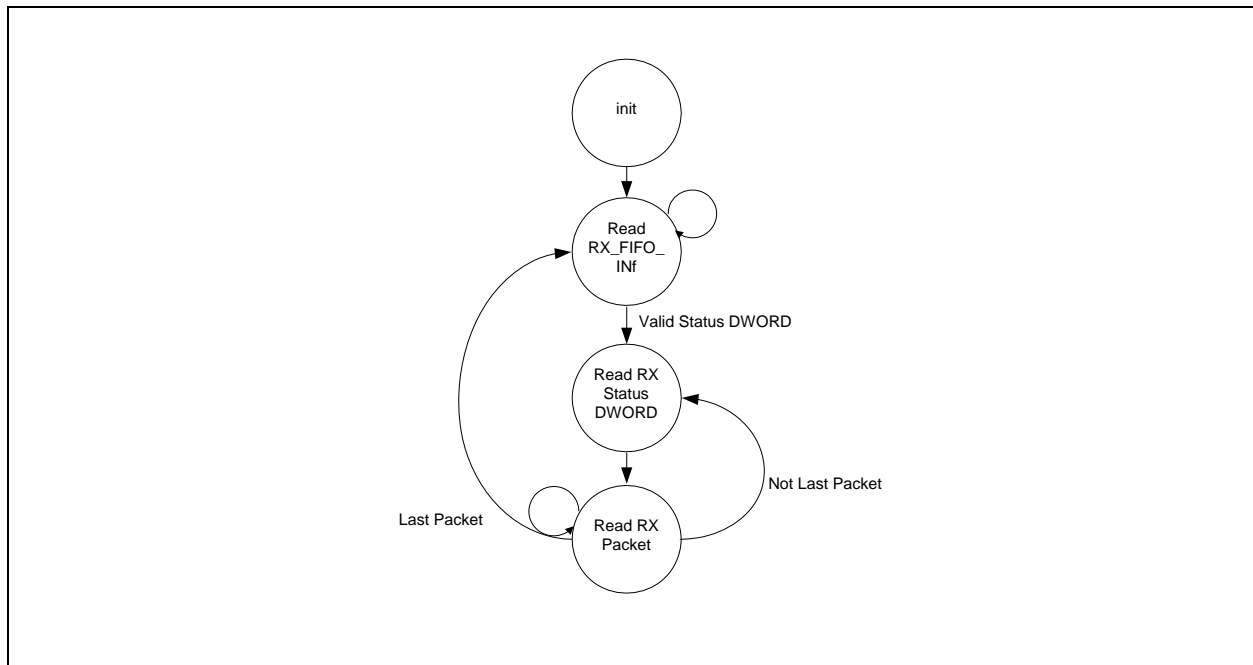 init
Read
RX_FIFO_
INf
Valid Status DWORD
Read RX
Status
DWORD
Not Last Packet
Last Packet
Read RX
Packet